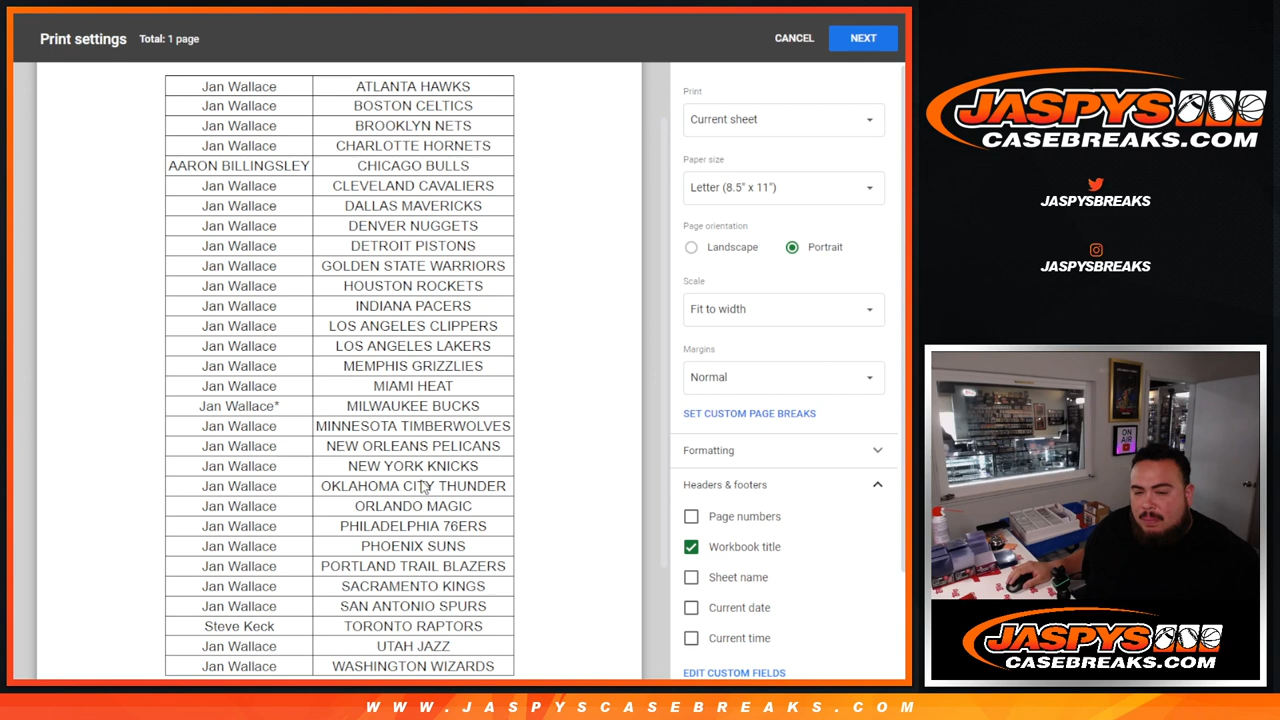 Print settings Total: 1 page CANCEL NEXT
Jan Wallace ATLANTA HAWKS
Jan Wallace BOSTON CELTICS
Jan Wallace BROOKLYN NETS
Jan Wallace CHARLOTTE HORNETS
AARON BILLINGSLEY CHICAGO BULLS
Jan Wallace CLEVELAND CAVALIERS
Jan Wallace DALLAS MAVERICKS
Jan Wallace DENVER NUGGETS
Jan Wallace DETROIT PISTONS
Jan Wallace GOLDEN STATE WARRIORS
Jan Wallace HOUSTON ROCKETS
Jan Wallace INDIANA PACERS
Jan Wallace LOS ANGELES CLIPPERS
Jan Wallace LOS ANGELES LAKERS
Jan Wallace MEMPHIS GRIZZLIES
Jan Wallace MIAMI HEAT
Jan Wallace* MILWAUKEE BUCKS
Jan Wallace MINNESOTA TIMBERWOLVES
Jan Wallace NEW ORLEANS PELICANS
Jan Wallace NEW YORK KNICKS
Jan Wallace OKLAHOMA CITY THUNDER
Jan Wallace ORLANDO MAGIC
Jan Wallace PHILADELPHIA 76ERS
Jan Wallace PHOENIX SUNS
Jan Wallace PORTLAND TRAIL BLAZERS
Jan Wallace SACRAMENTO KINGS
Jan Wallace SAN ANTONIO SPURS
Steve Keck TORONTO RAPTORS
Jan Wallace UTAH JAZZ
Jan Wallace WASHINGTON WIZARDS
Print
Current sheet
Paper size
Letter (8.5" x 11")
Page orientation
Landscape Portrait
Scale
Fit to width
Margins
Normal
SET CUSTOM PAGE BREAKS
Formatting
Headers & footers
Page numbers
Workbook title
Sheet name
Current date
Current time
EDIT CUSTOM FIELDS
JASPYS
CASEBREAKS.COM
JASPYSBREAKS
JASPYSBREAKS
ON
AIR
JASPYS
CASEBREAKS.COM
WWW.JASPYSCASEBREAKS.COM